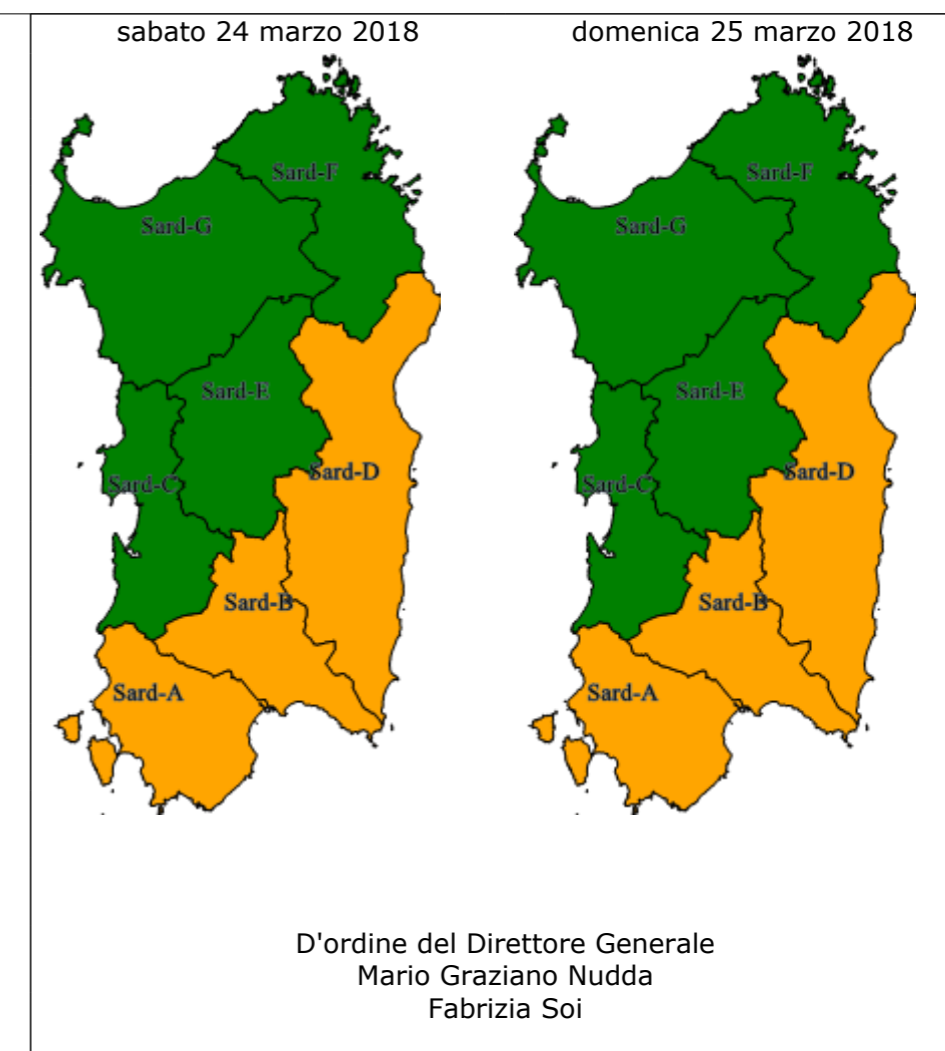 sabato 24 marzo 2018
domenica 25 marzo 2018
Sard-F
Sard-G
Sard-E
Sard-D
Sard-C
Sard-B
Sard-A
Sard-F
Sard-G
Sard-E
Sard-D
Sard-C
Sard-B
Sard-A
D'ordine del Direttore Generale
Mario Graziano Nudda
Fabrizia Soi